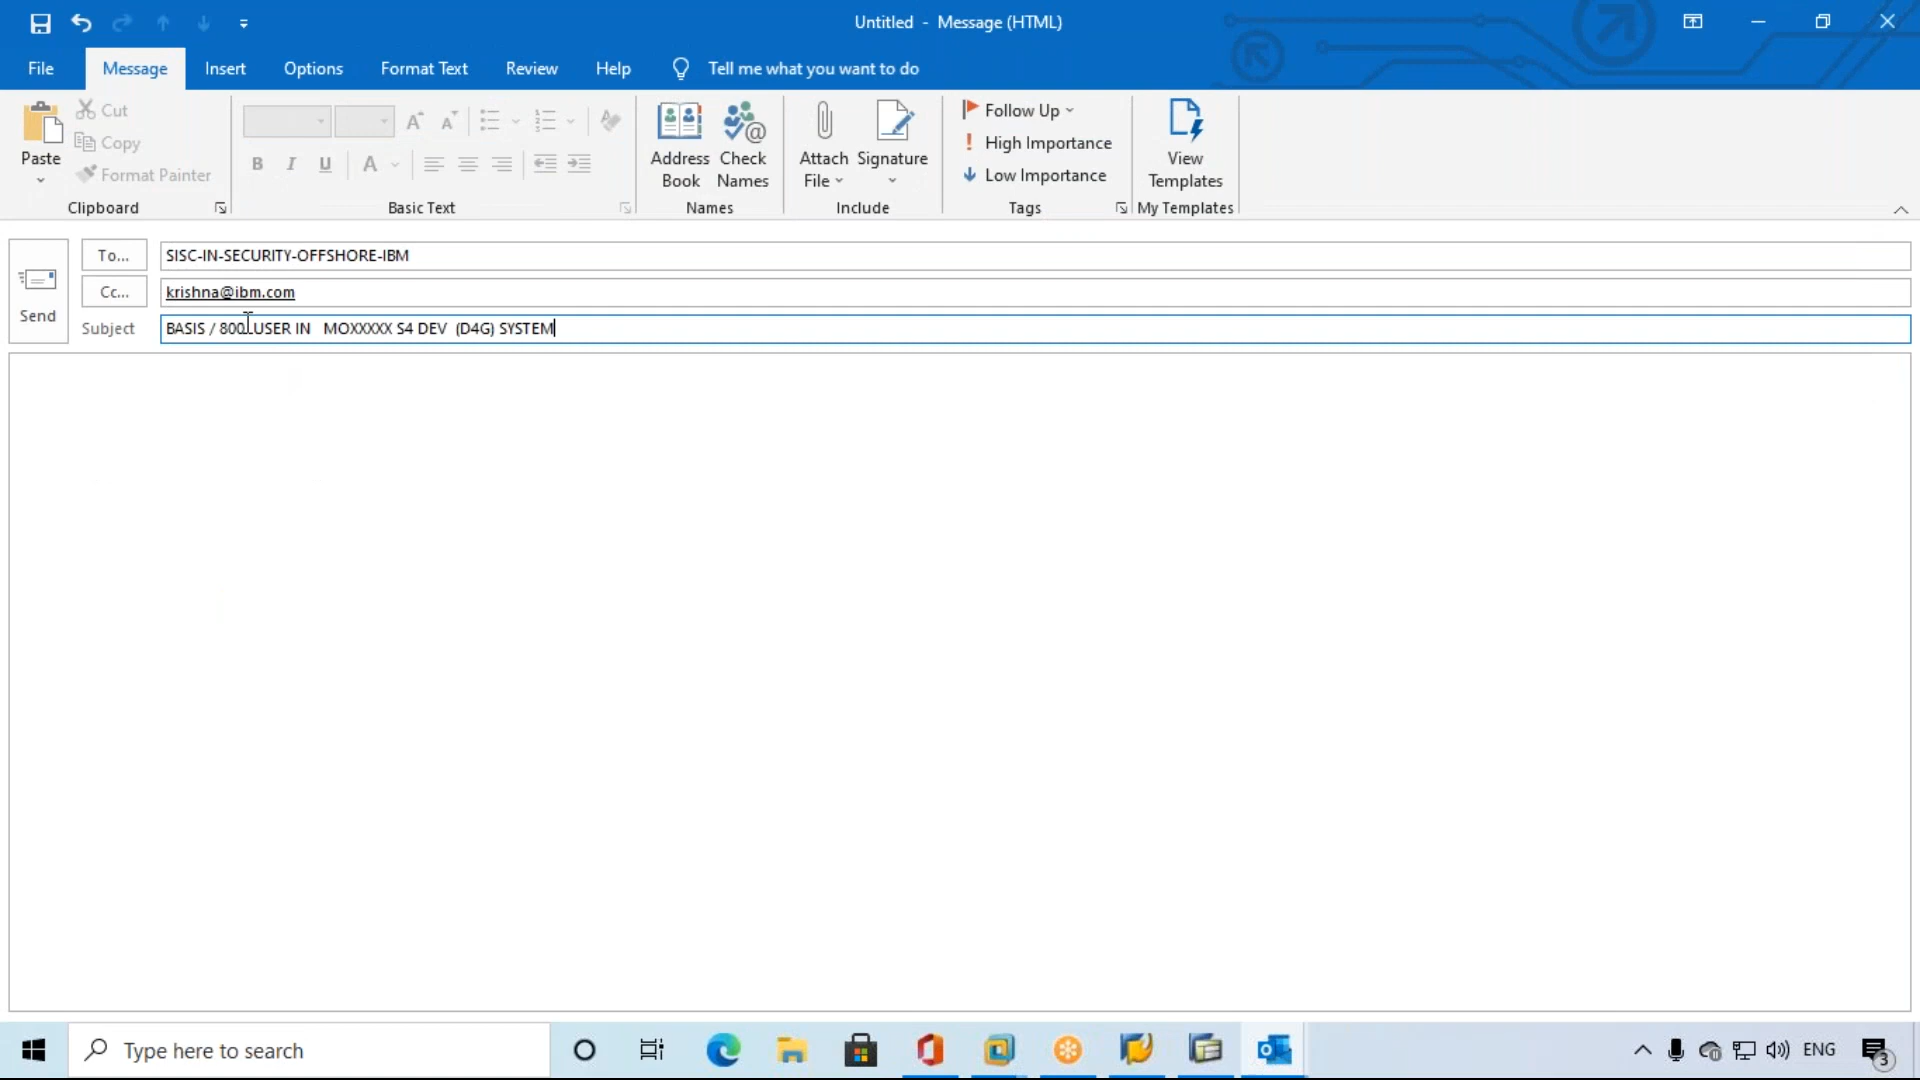 Untitled - Message (HTML)
File Message Insert Options Format Text Review Help Tell me what you want to do
Paste
Cut
Copy
Format Painter
Clipboard
B I U A
Basic Text
Address Book
Check Names
Names
Attach File
Signature
Include
Follow Up
High Importance
Low Importance
Tags
View Templates
My Templates
Send
To... SISC-IN-SECURITY-OFFSHORE-IBM
Cc... krishna@ibm.com
Subject BASIS / 800 USER IN MOXXXXX S4 DEV (D4G) SYSTEM
Type here to search
ENG
3